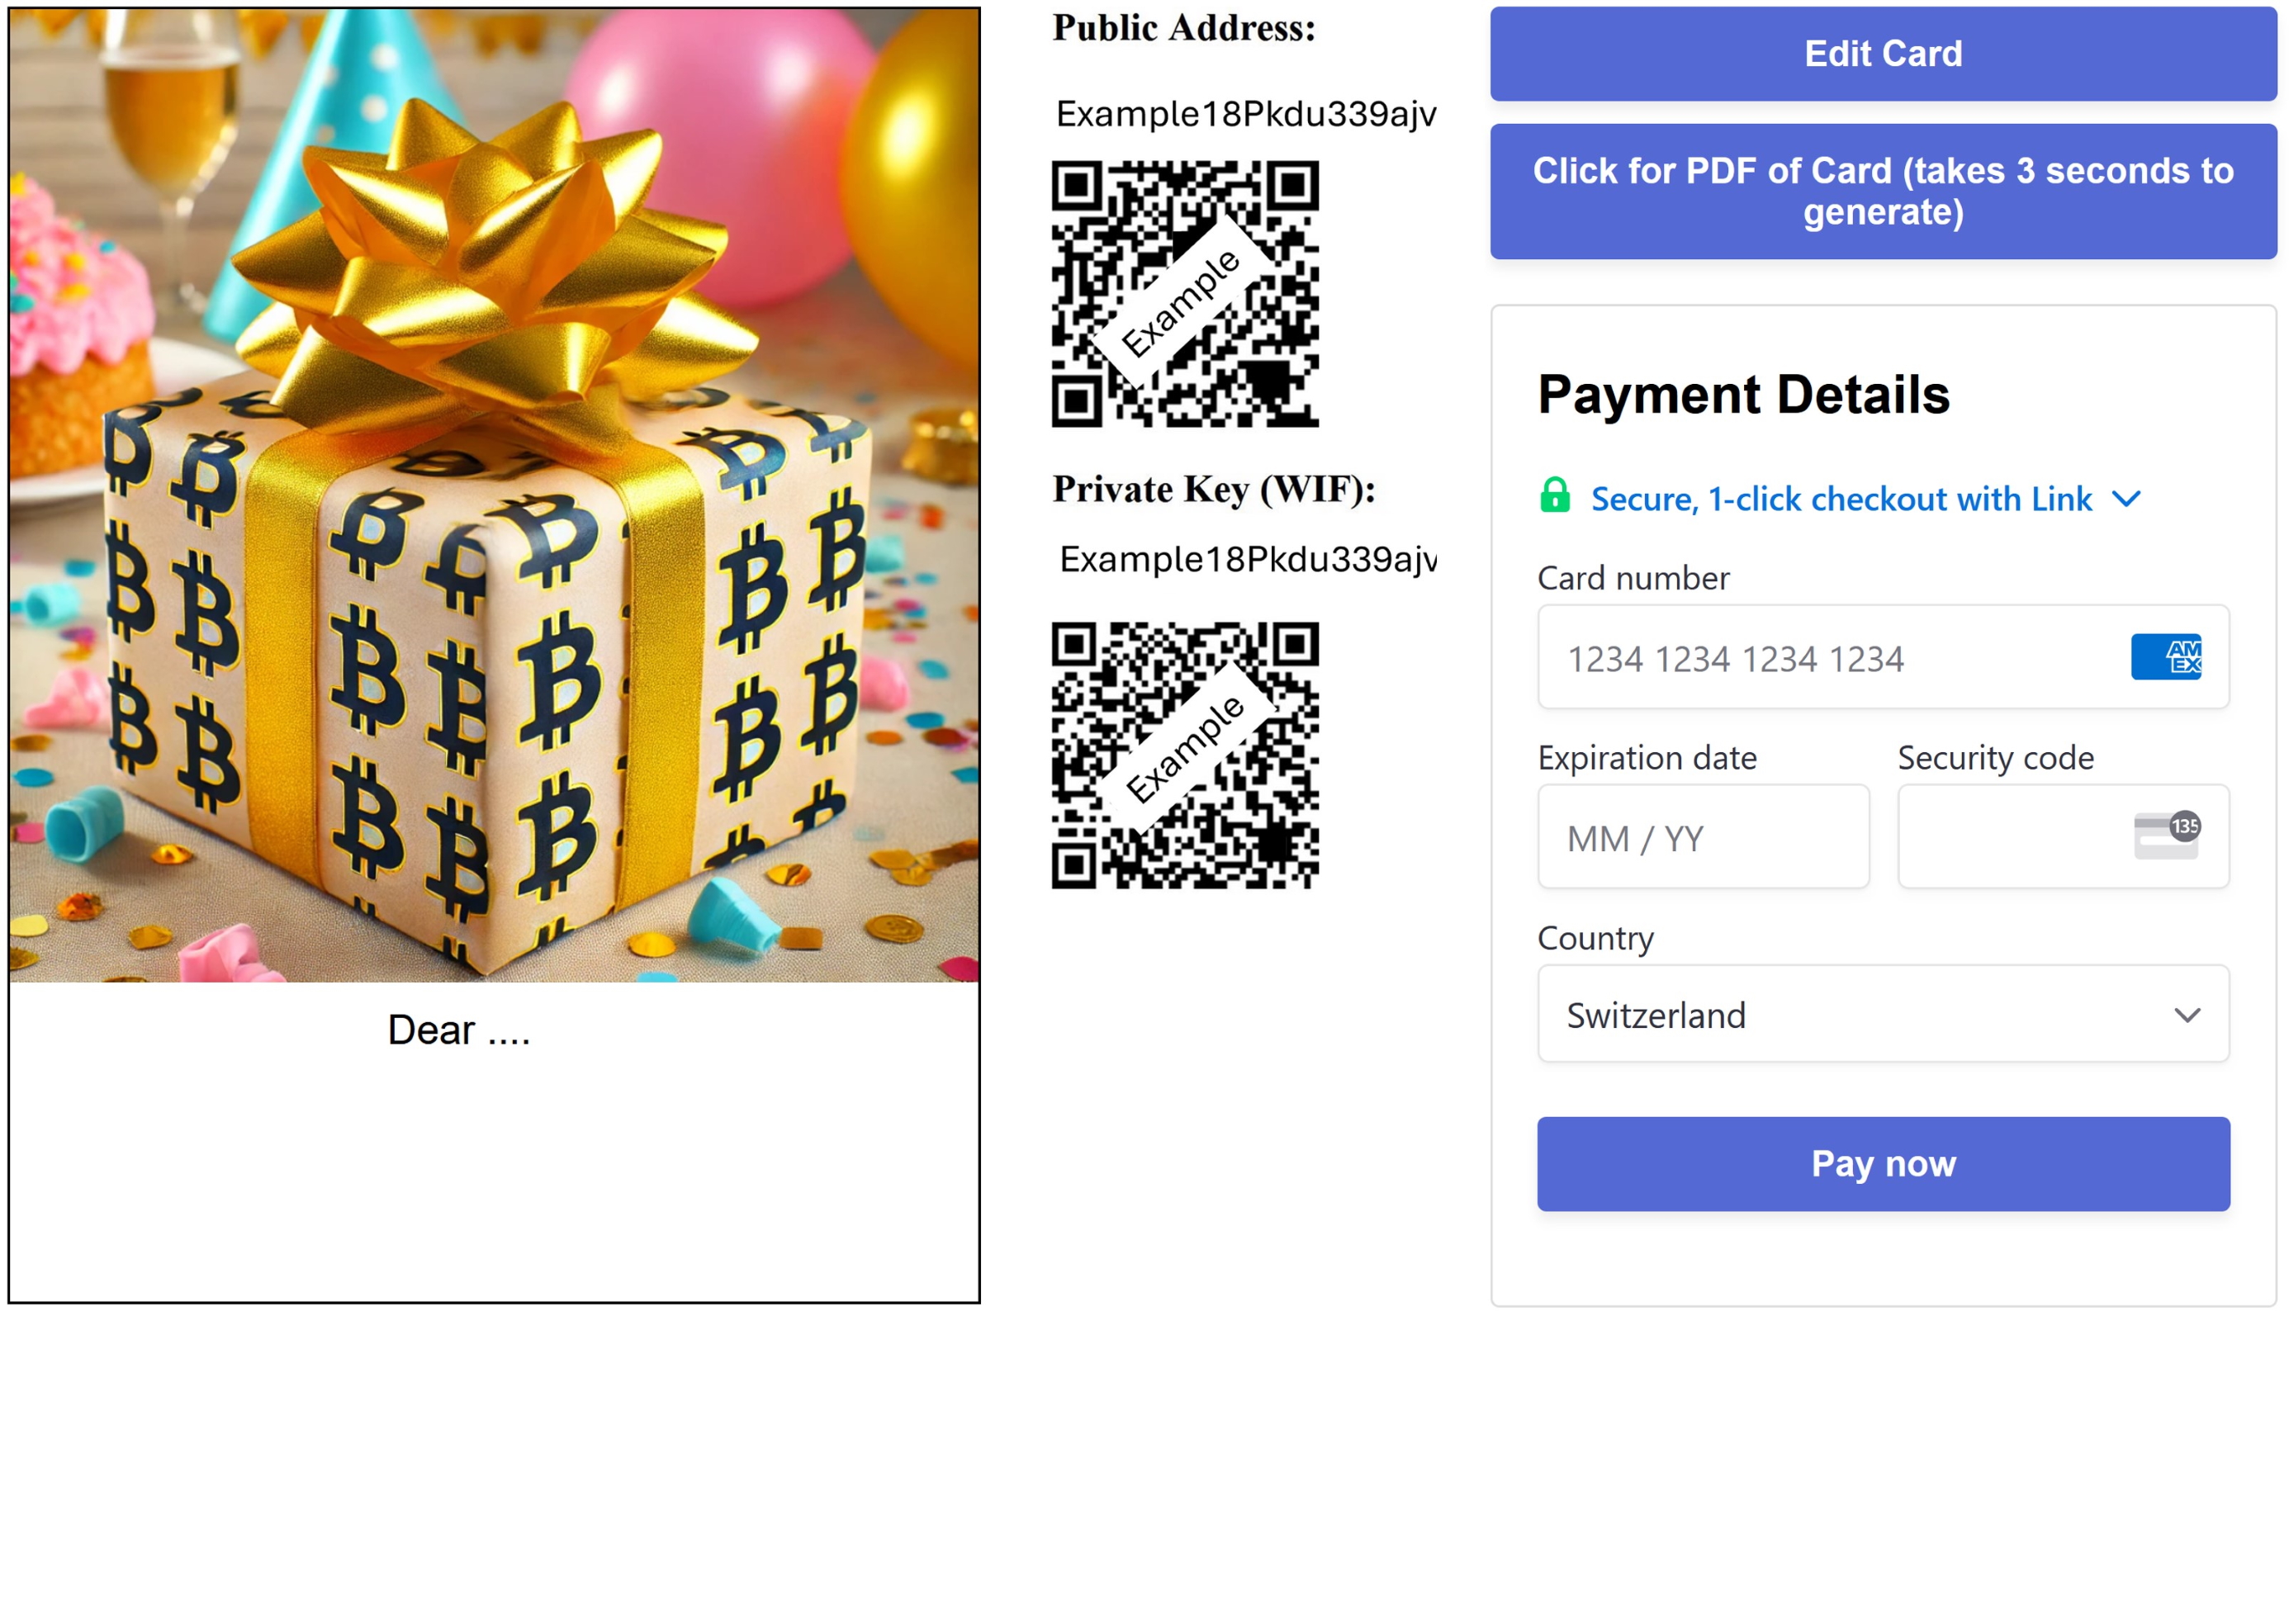 Dear ....
Public Address:
Example18Pkdu339ajv
Example
Private Key (WIF):
Example18Pkdu339ajv
Example
Edit Card
Click for PDF of Card (takes 3 seconds to
generate)
Payment Details
Secure, 1-click checkout with Link
Card number
1234 1234 1234 1234
AM
EX
Expiration date
Security code
MM / YY
135
Country
Switzerland
Pay now